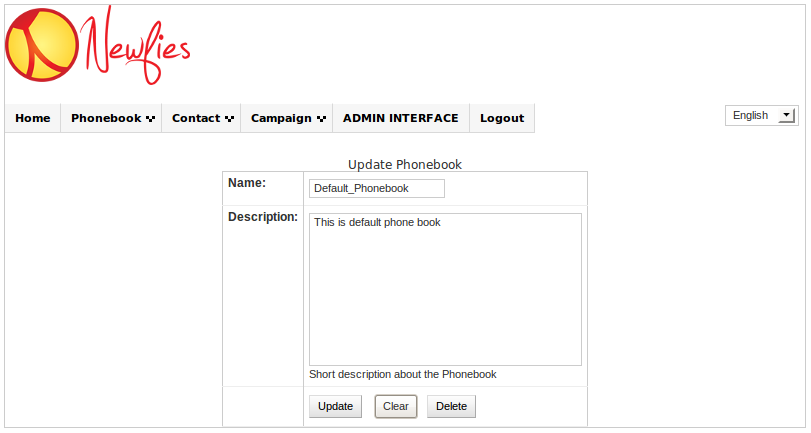 Newfies
Home Phonebook Contact Campaign ADMIN INTERFACE Logout English
Update Phonebook
Name: Default_Phonebook
Description: This is default phone book
Short description about the Phonebook
Update Clear Delete